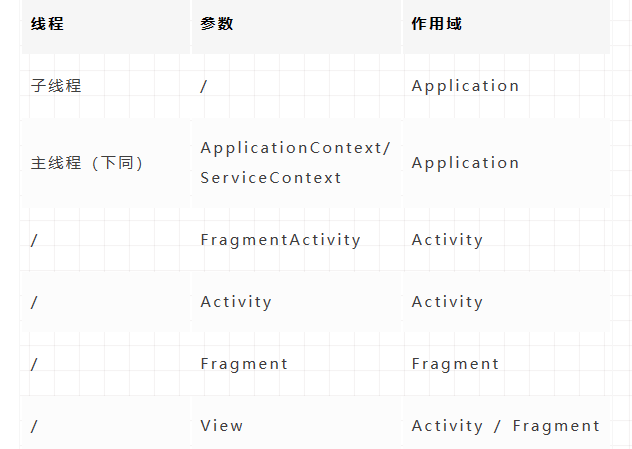 线程 参数 作用域
子线程 / Application
主线程（下同） ApplicationContext/ Application
ServiceContext
/ FragmentActivity Activity
/ Activity Activity
/ Fragment Fragment
/ View Activity / Fragment